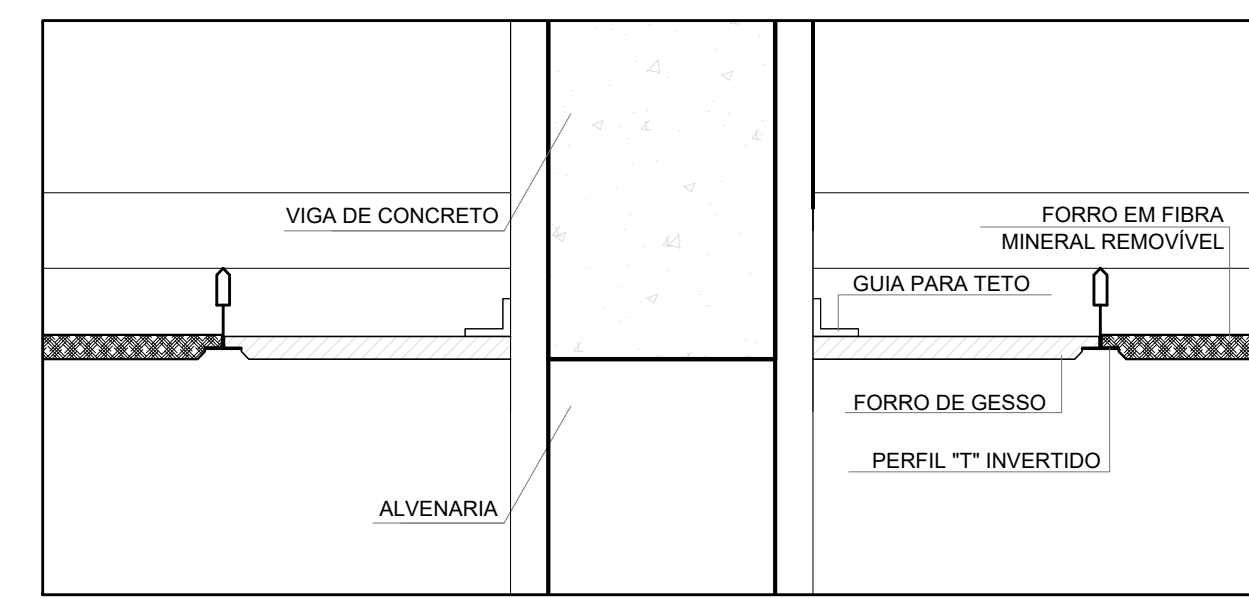 VIGA DE CONCRETO
FORRO EM FIBRA
MINERAL REMOVÍVEL
GUIA PARA TETO
FORRO DE GESSO
PERFIL "T" INVERTIDO
ALVENARIA